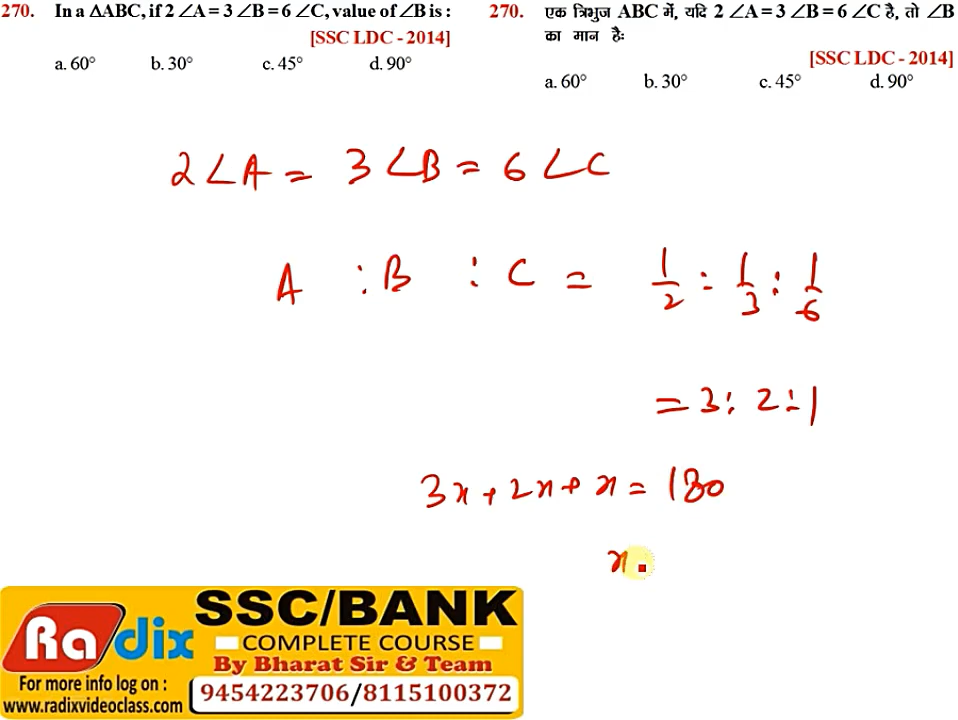 270. In a ΔABC, if 2 ∠A = 3 ∠B = 6 ∠C, value of ∠B is :
[SSC LDC - 2014]
a. 60° b. 30° c. 45° d. 90°
270. एक त्रिभुज ABC में, यदि 2 ∠A = 3 ∠B = 6 ∠C है, तो ∠B
का मान हैः
[SSC LDC - 2014]
a. 60° b. 30° c. 45° d. 90°
2 ∠A = 3 ∠B = 6 ∠C
A : B : C = 1/2 : 1/3 : 1/6
= 3 : 2 : 1
3x + 2x + x = 180
x
Radix
For more info log on :
www.radixvideoclass.com
SSC/BANK
COMPLETE COURSE
By Bharat Sir & Team
9454223706/8115100372